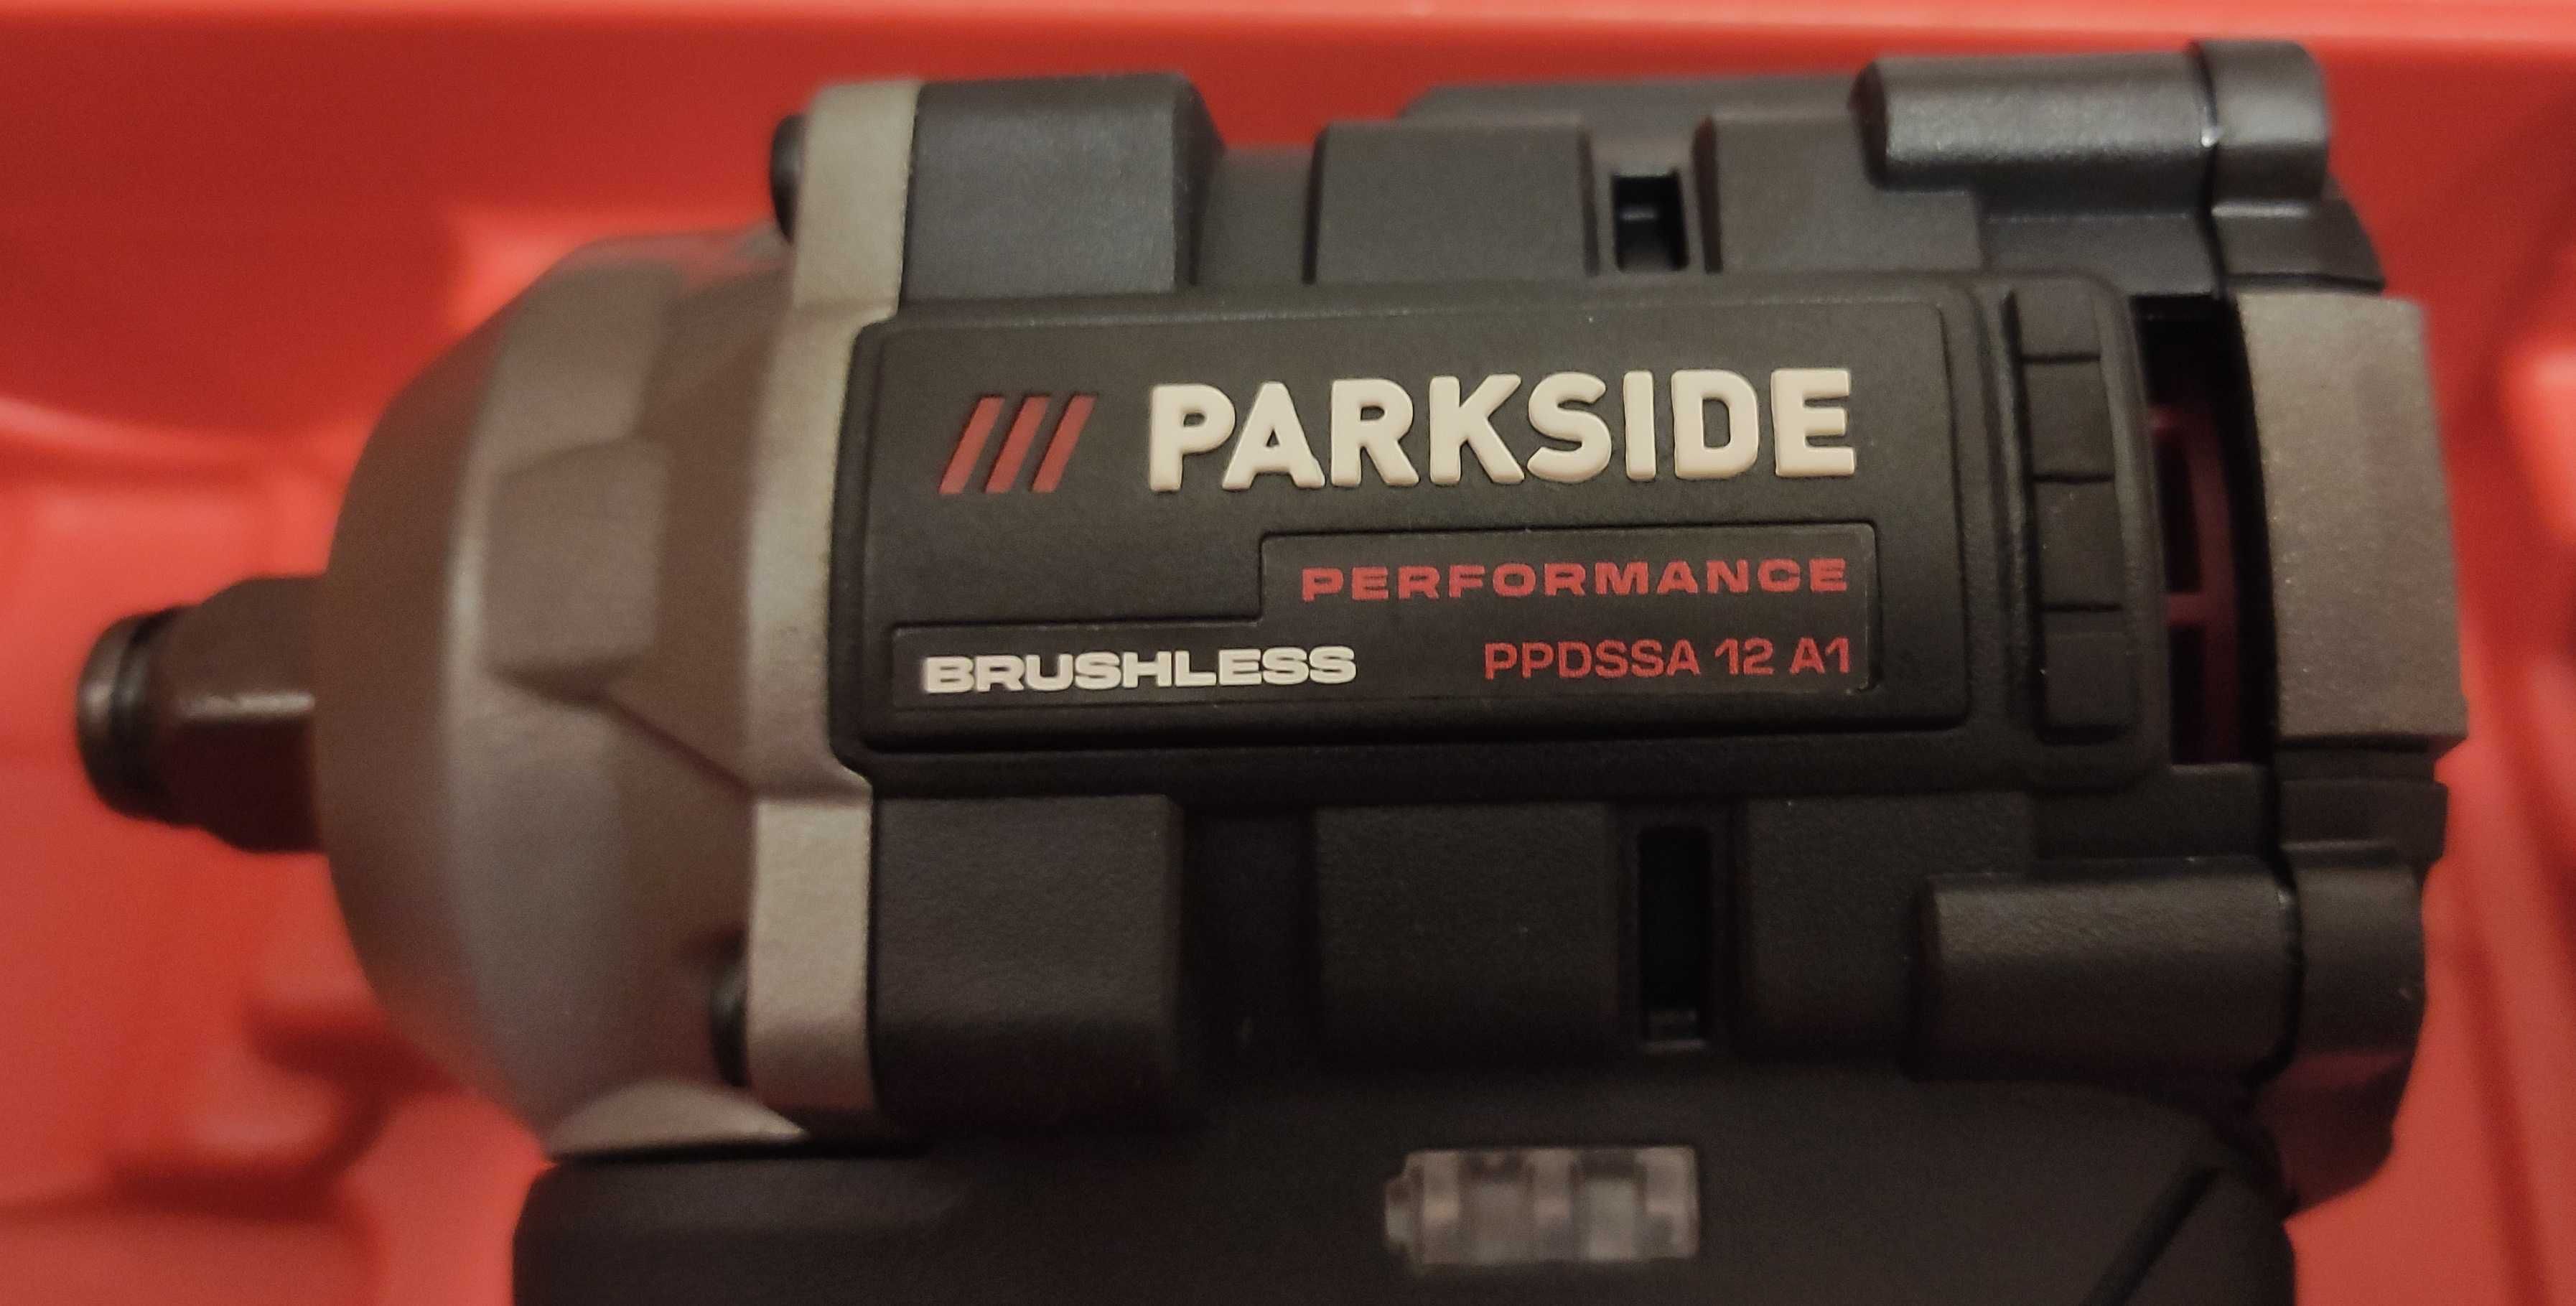 PARKSIDE
PERFORMANCE
BRUSHLESS PPDSSA 12 A1